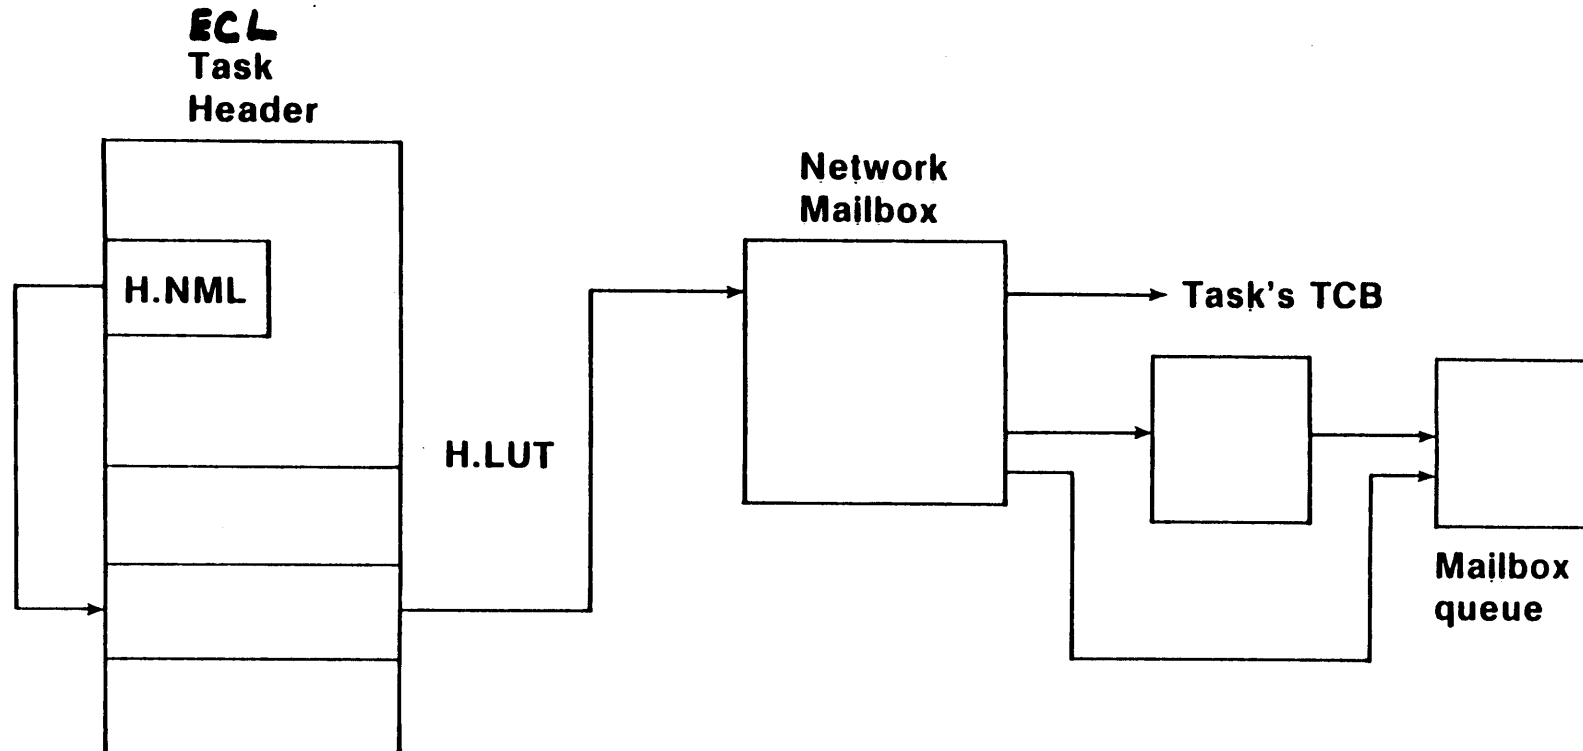 ECL
Task
Header
Network
Mailbox
H.NML
Task's TCB
H.LUT
Mailbox
queue